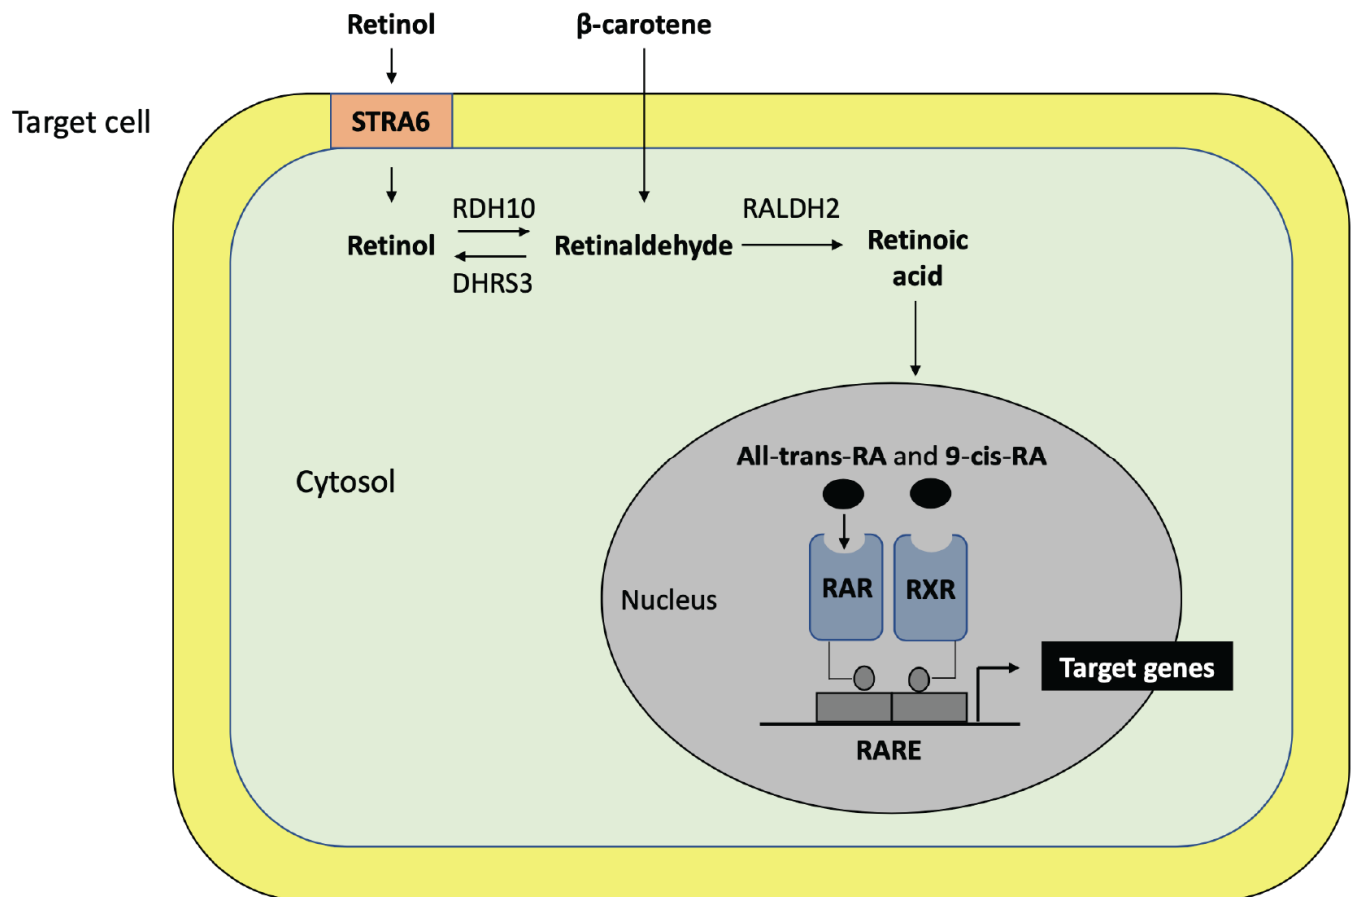 Retinol
β-carotene
Target cell
STRA6
RDH10
RALDH2
Retinol
Retinaldehyde
Retinoic
acid
DHRS3
All-trans-RA and 9-cis-RA
Cytosol
RAR
RXR
Nucleus
Target genes
RARE